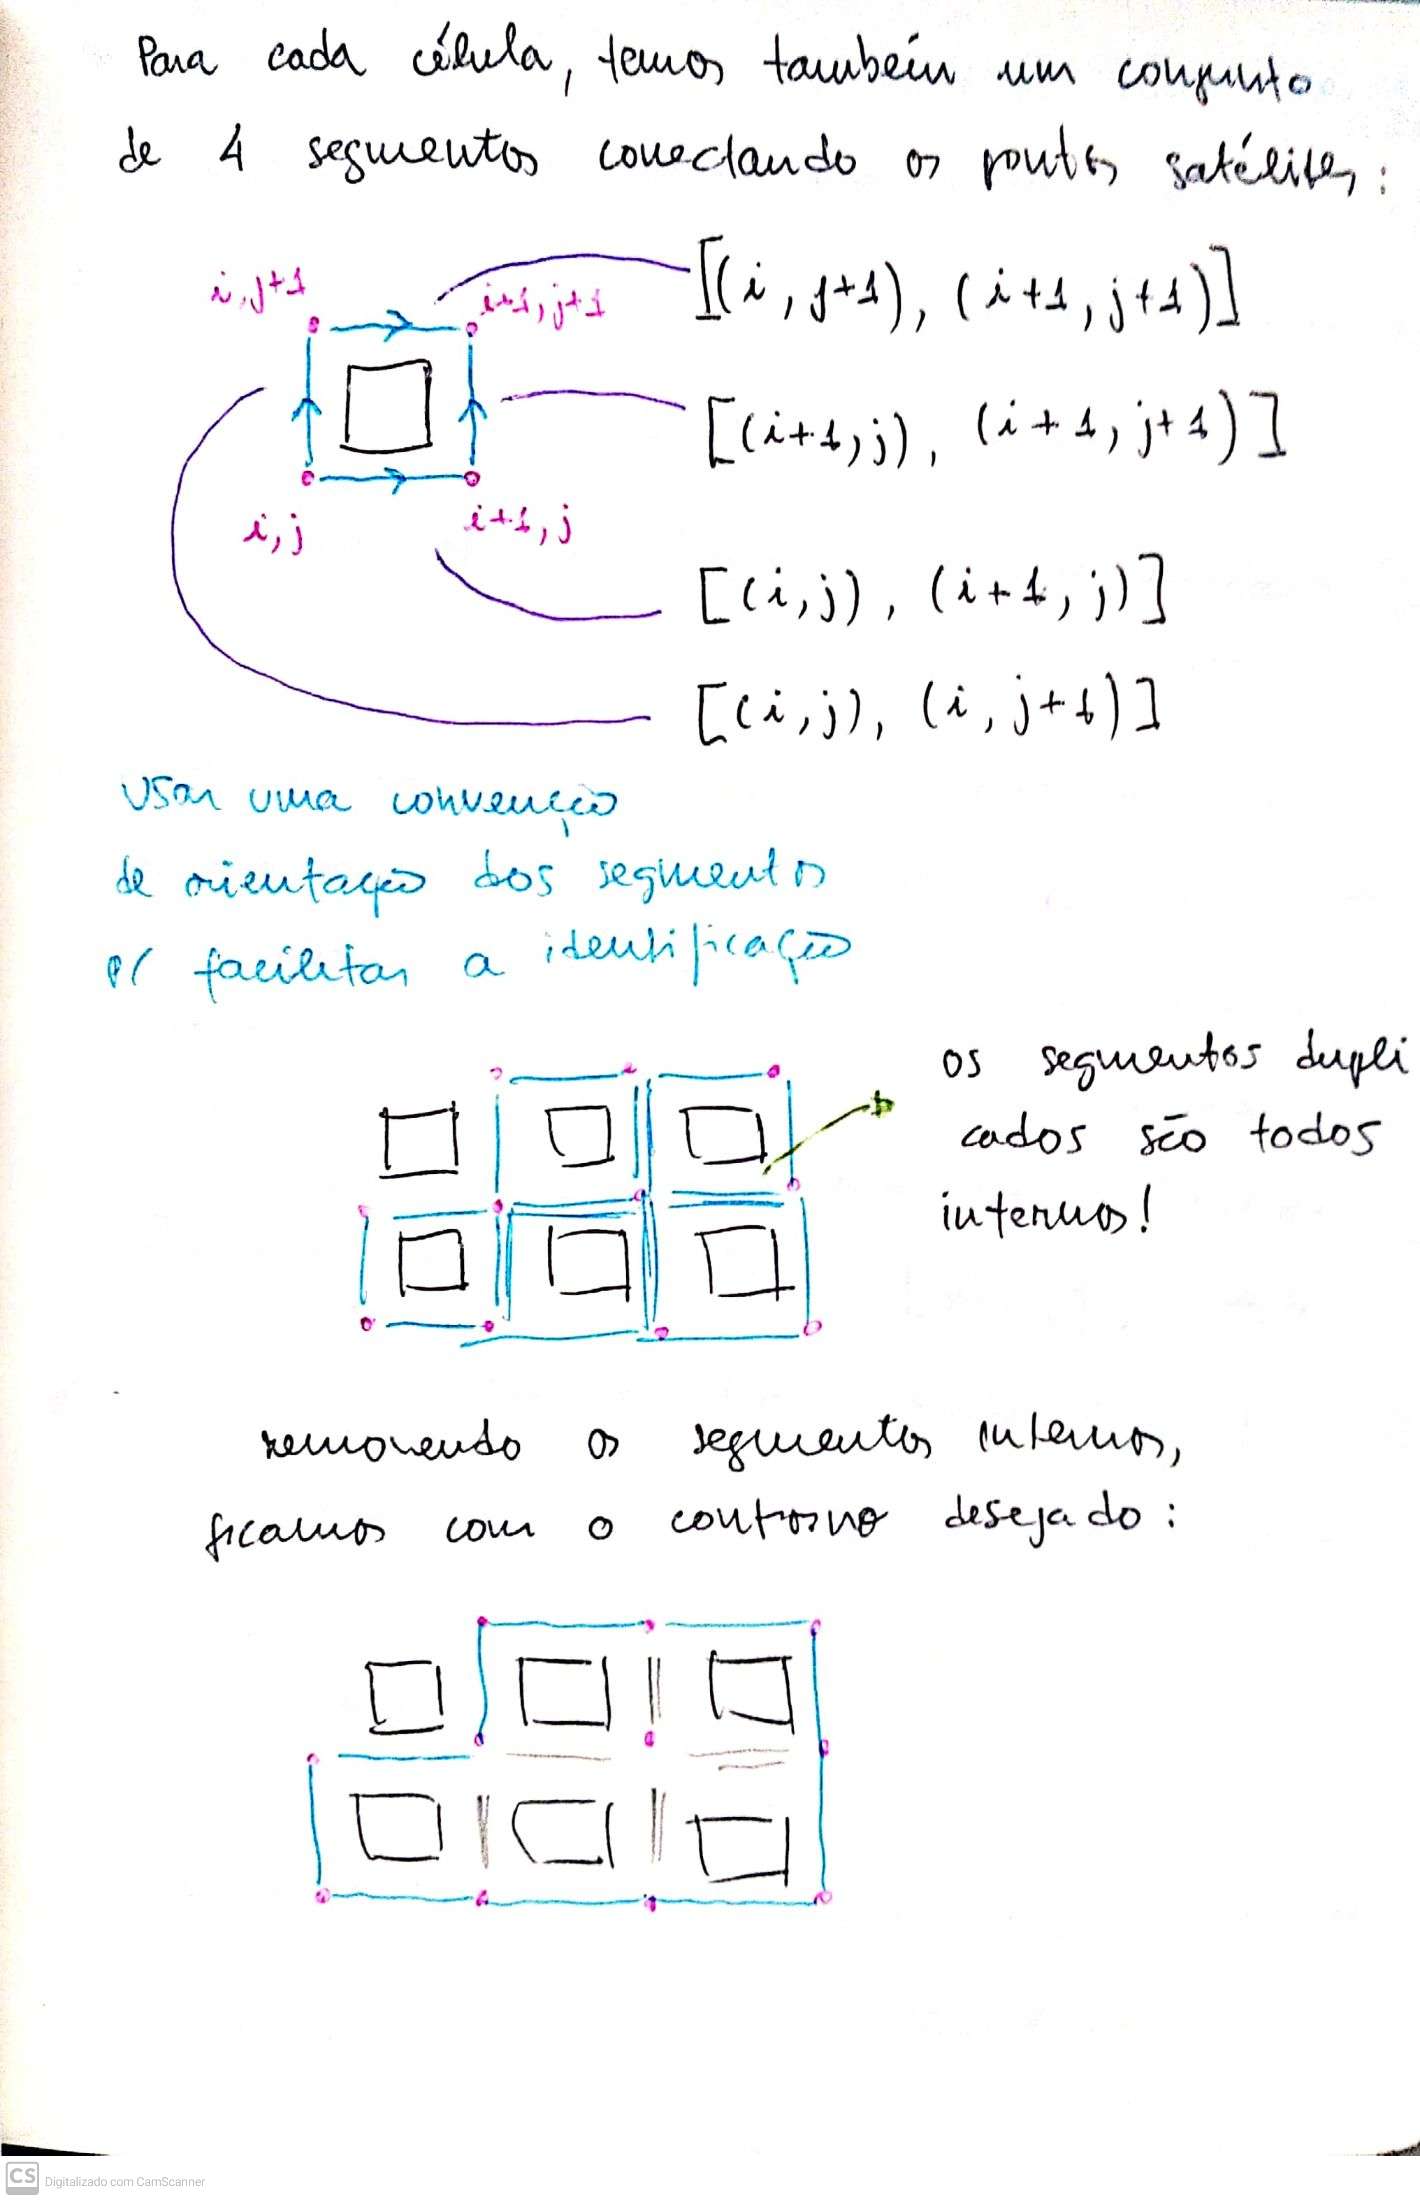 Para cada célula, temos também um conjunto
de 4 segmentos conectando os pontos satélites:
i,j+1
i+1,j+1
[(i,j+1), (i+1,j+1)]
[(i+1,j), (i+1,j+1)]
i,j
i+1,j
[(i,j), (i+1,j)]
[(i,j), (i,j+1)]
Usar uma convenção
de orientação dos segmentos
p/ facilitar a identificação
os segmentos dupli
cados são todos
internos!
removendo os segmentos internos,
ficamos com o contorno desejado:
CS Digitalizado com CamScanner